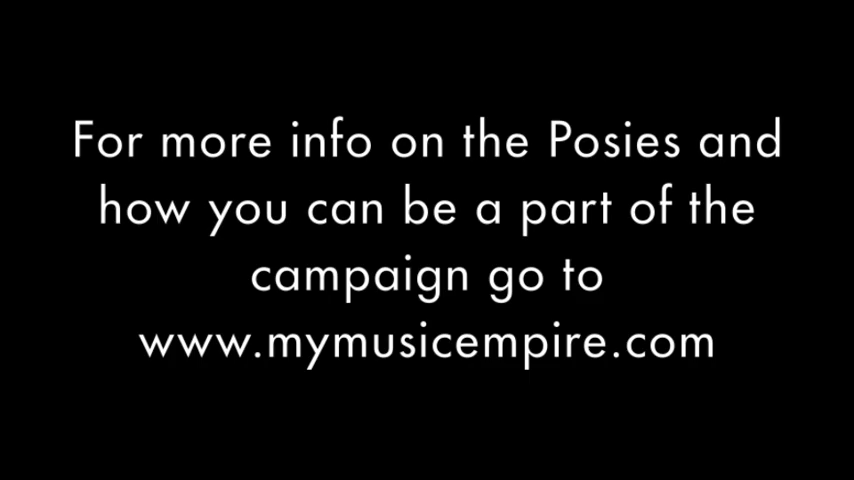 For more info on the Posies and
how you can be a part of the
campaign go to
www.mymusicempire.com